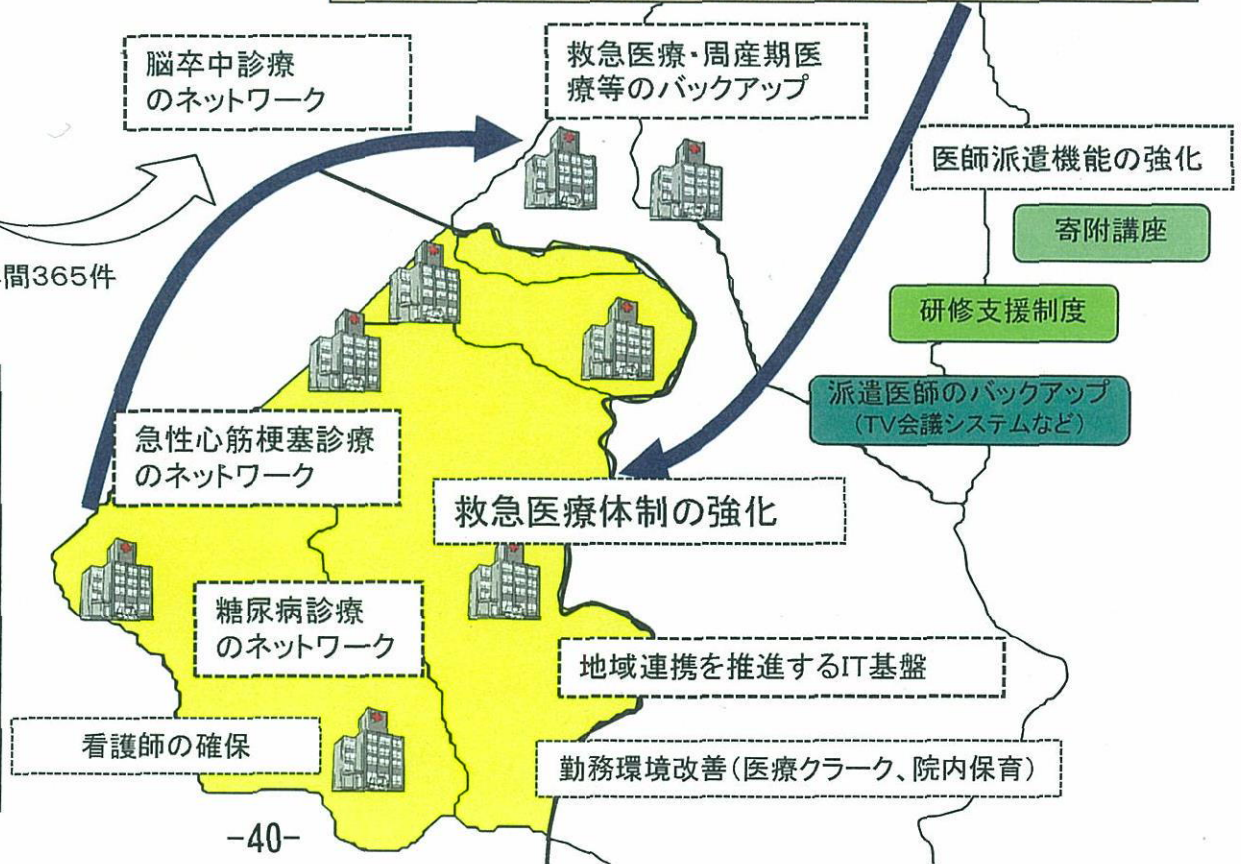 脳卒中診療
のネットワーク
救急医療・周産期医
療等のバックアップ
医師派遣機能の強化
寄附講座
間365件
研修支援制度
派遣医師のバックアップ
(TV会議システムなど)
急性心筋梗塞診療
のネットワーク
救急医療体制の強化
糖尿病診療
のネットワーク
地域連携を推進するIT基盤
看護師の確保
勤務環境改善(医療クラーク、院内保育)
-40-